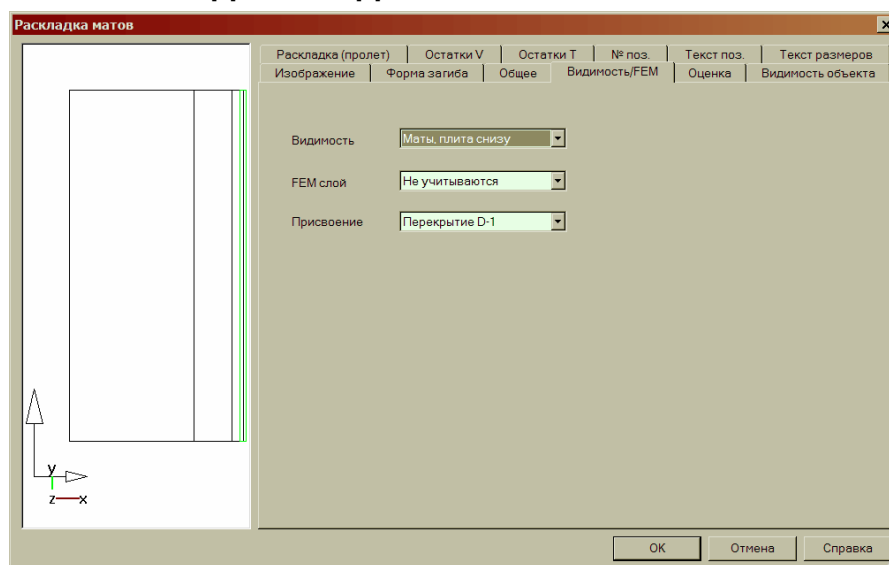 Раскладка матов
Раскладка (пролет) Остатки V Остатки T № поз. Текст поз. Текст размеров
Изображение Форма загиба Общее Видимость/FEM Оценка Видимость объекта
Видимость Маты, плита снизу
FEM слой Не учитываются
Присвоение Перекрытие D-1
y
z x
OK Отмена Справка